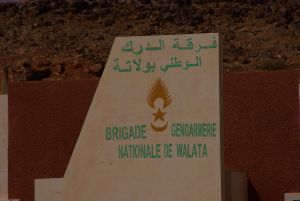 فرقة الدرك
الوطني بولاتة
BRIGADE GENDARMERIE
NATIONALE DE WALATA